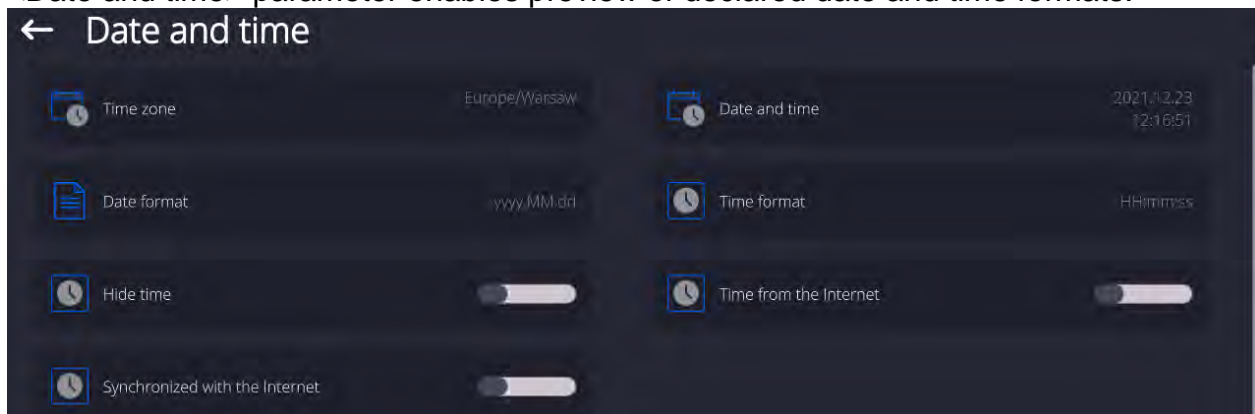 <Date and time> parameter enables preview of declared date and time formats.
Date and time
Time zone
Europe/Warsaw
Date and time
2021.12.23
12:16:51
Date format
yyyy.MM.dd
Time format
HH:mm:ss
Hide time
Time from the Internet
Synchronized with the Internet